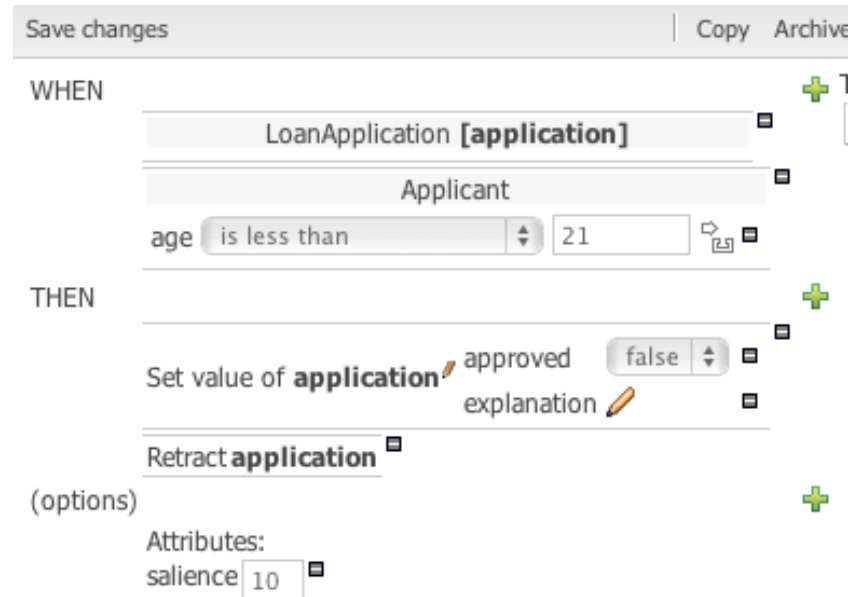 Save changes Copy Archive
WHEN
LoanApplication [application]
Applicant
age is less than 21
THEN
Set value of application approved false
explanation
Retract application
(options)
Attributes:
salience 10